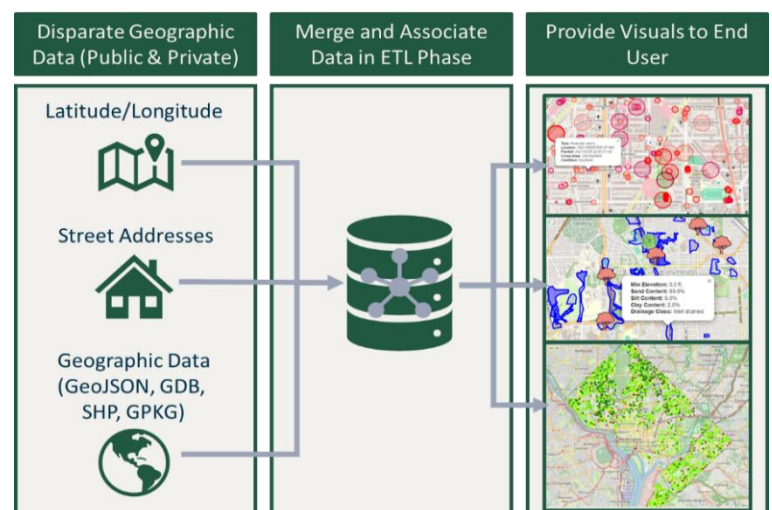 Disparate Geographic
Data (Public & Private)
Merge and Associate
Data in ETL Phase
Provide Visuals to End
User
Latitude/Longitude
Street Addresses
Geographic Data
(GeoJSON, GDB,
SHP, GPKG)
Min Elevation: 0.0 ft
Sand Content: 93.0%
Silt Content: 5.0%
Clay Content: 2.0%
Drainage Class: Well drained